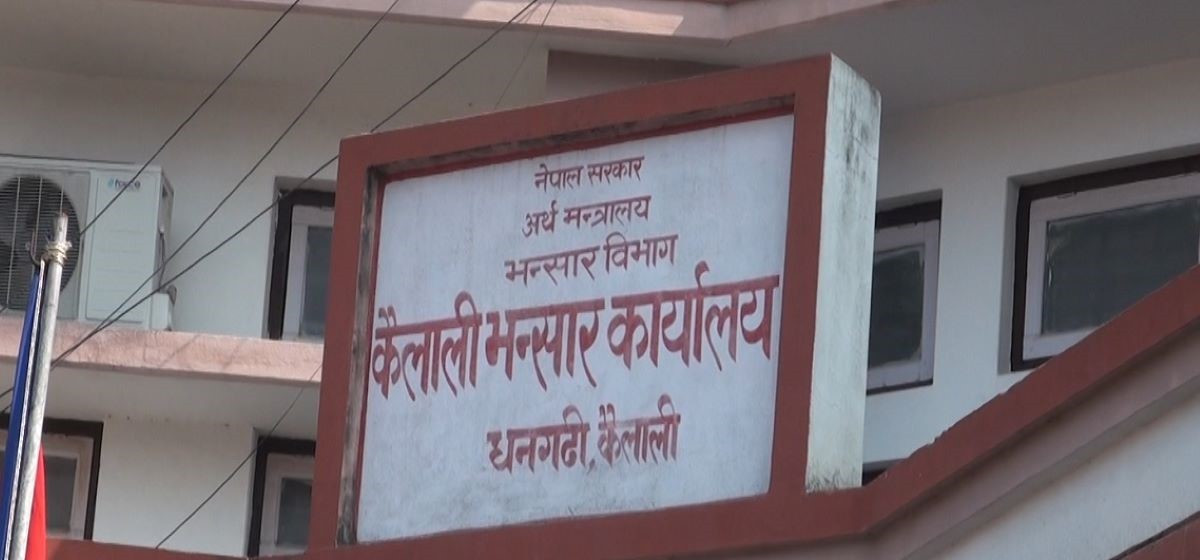 नेपाल सरकार
अर्थ मन्त्रालय
भन्सार विभाग
कैलाली भन्सार कार्यालय
धनगढी, कैलाली